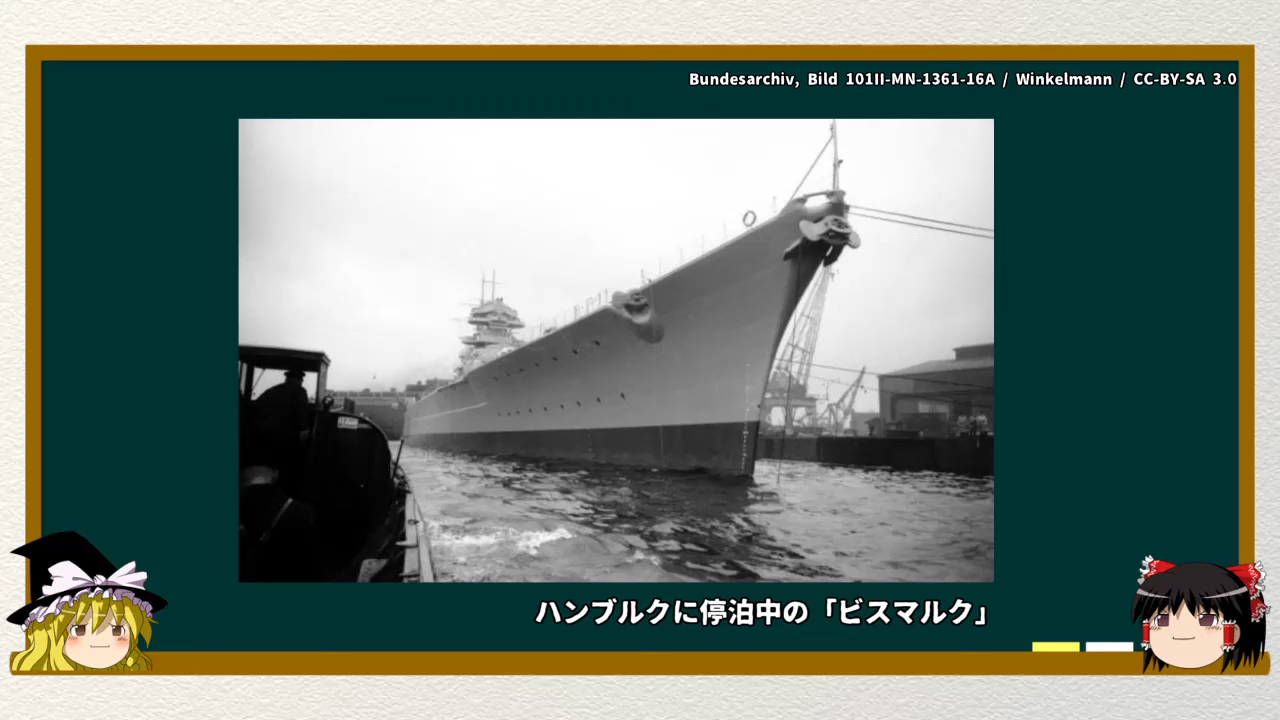 Bundesarchiv, Bild 101II-MN-1361-16A / Winkelmann / CC-BY-SA 3.0
ハンブルクに停泊中の「ビスマルク」